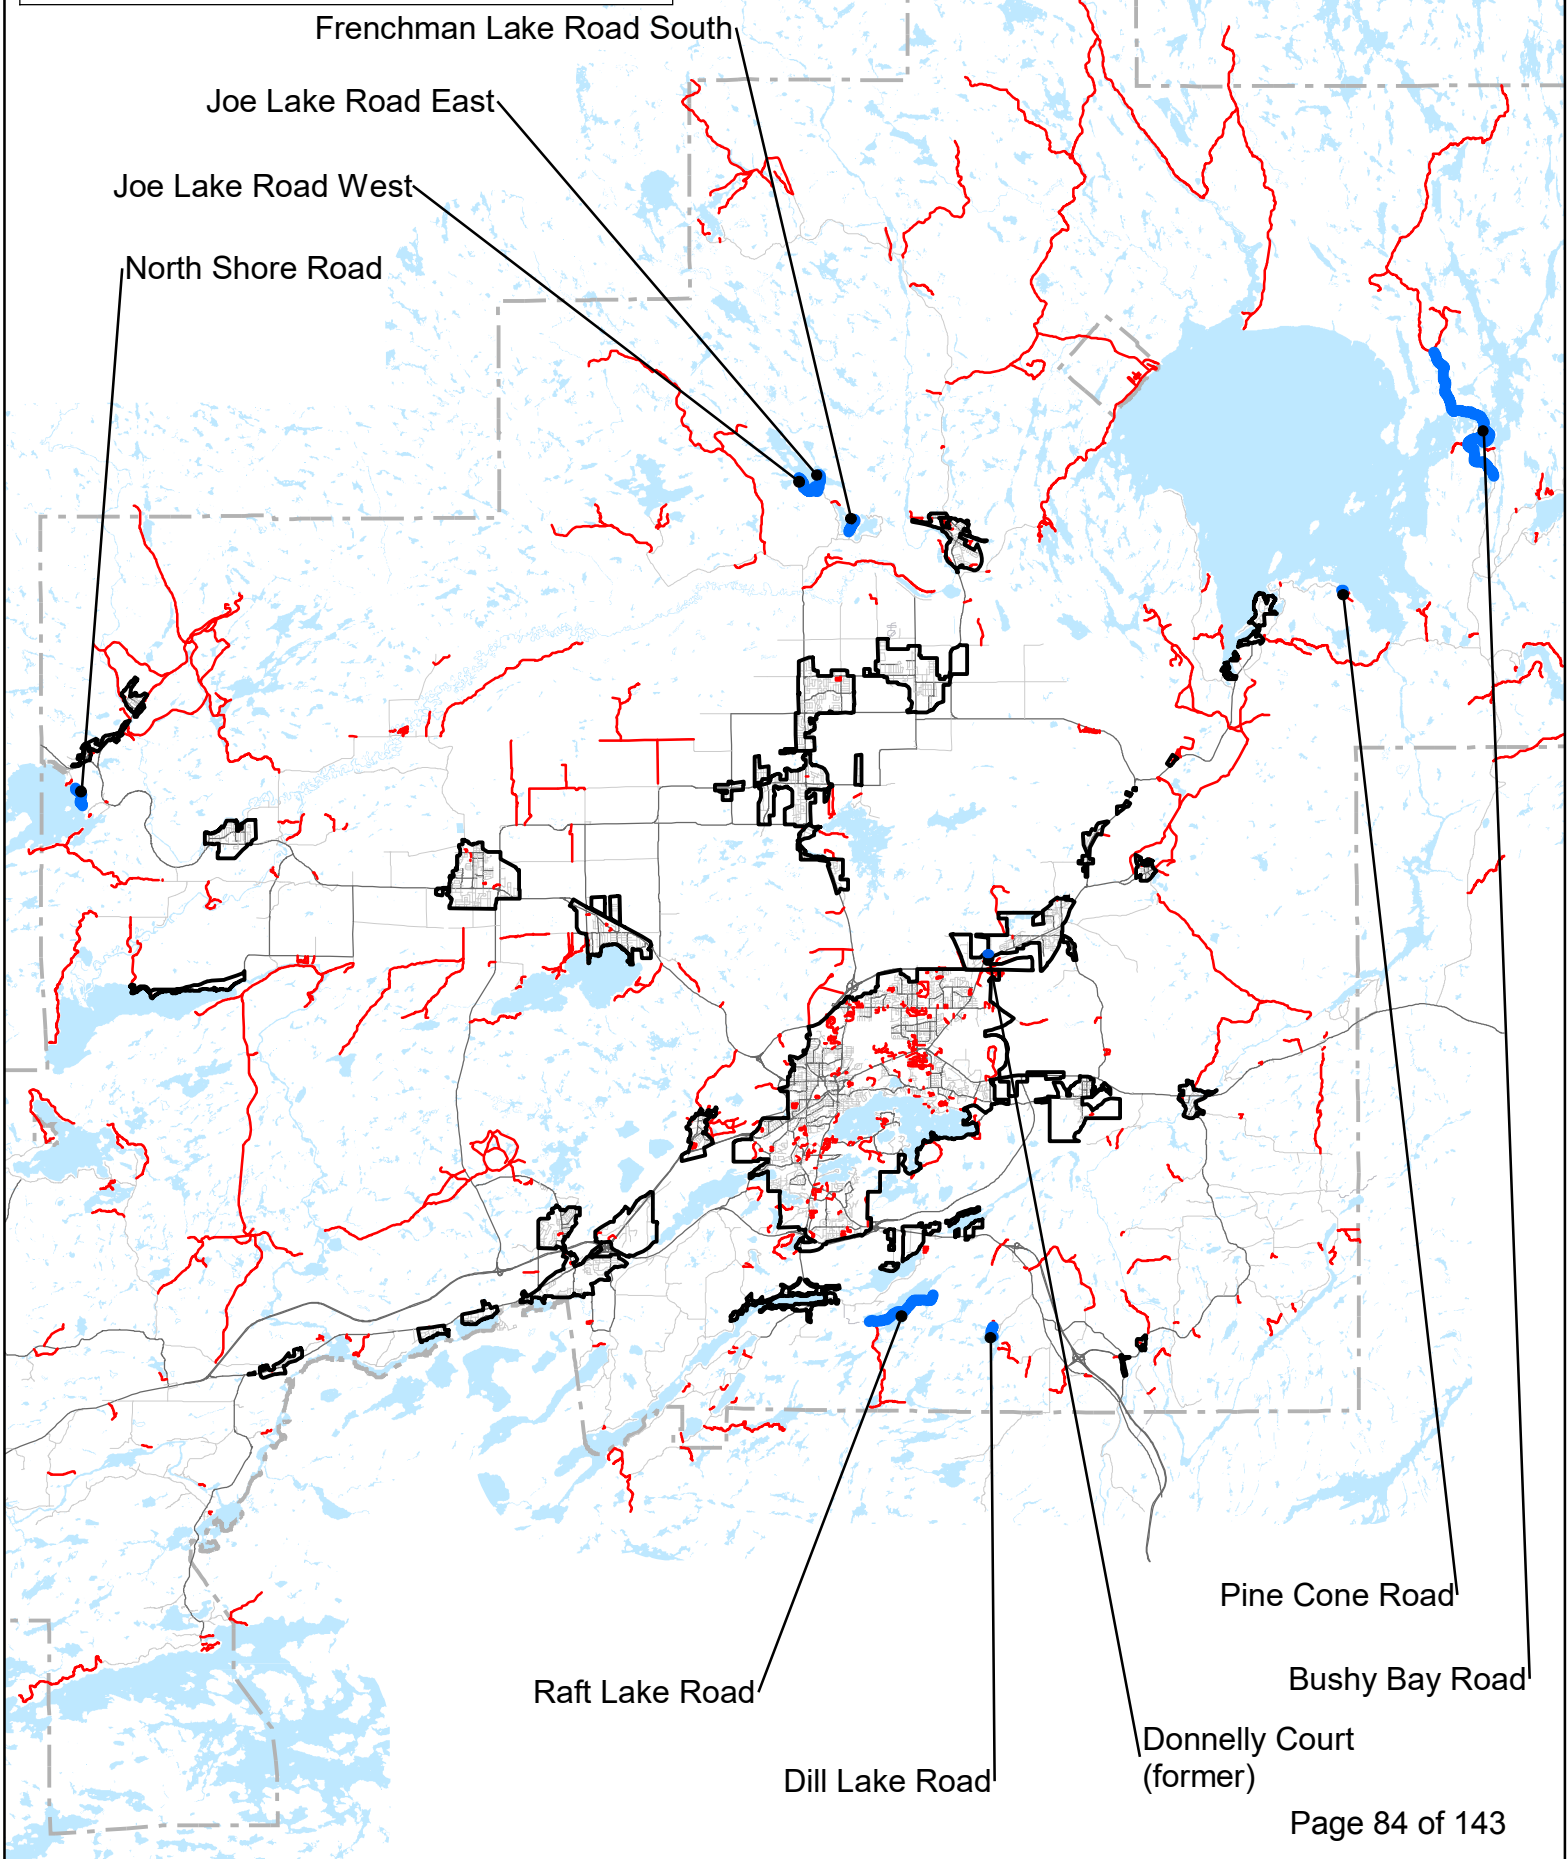 Frenchman Lake Road South
Joe Lake Road East
Joe Lake Road West
North Shore Road
Pine Cone Road
Bushy Bay Road
Raft Lake Road
Donnelly Court
(former)
Dill Lake Road
Page 84 of 143